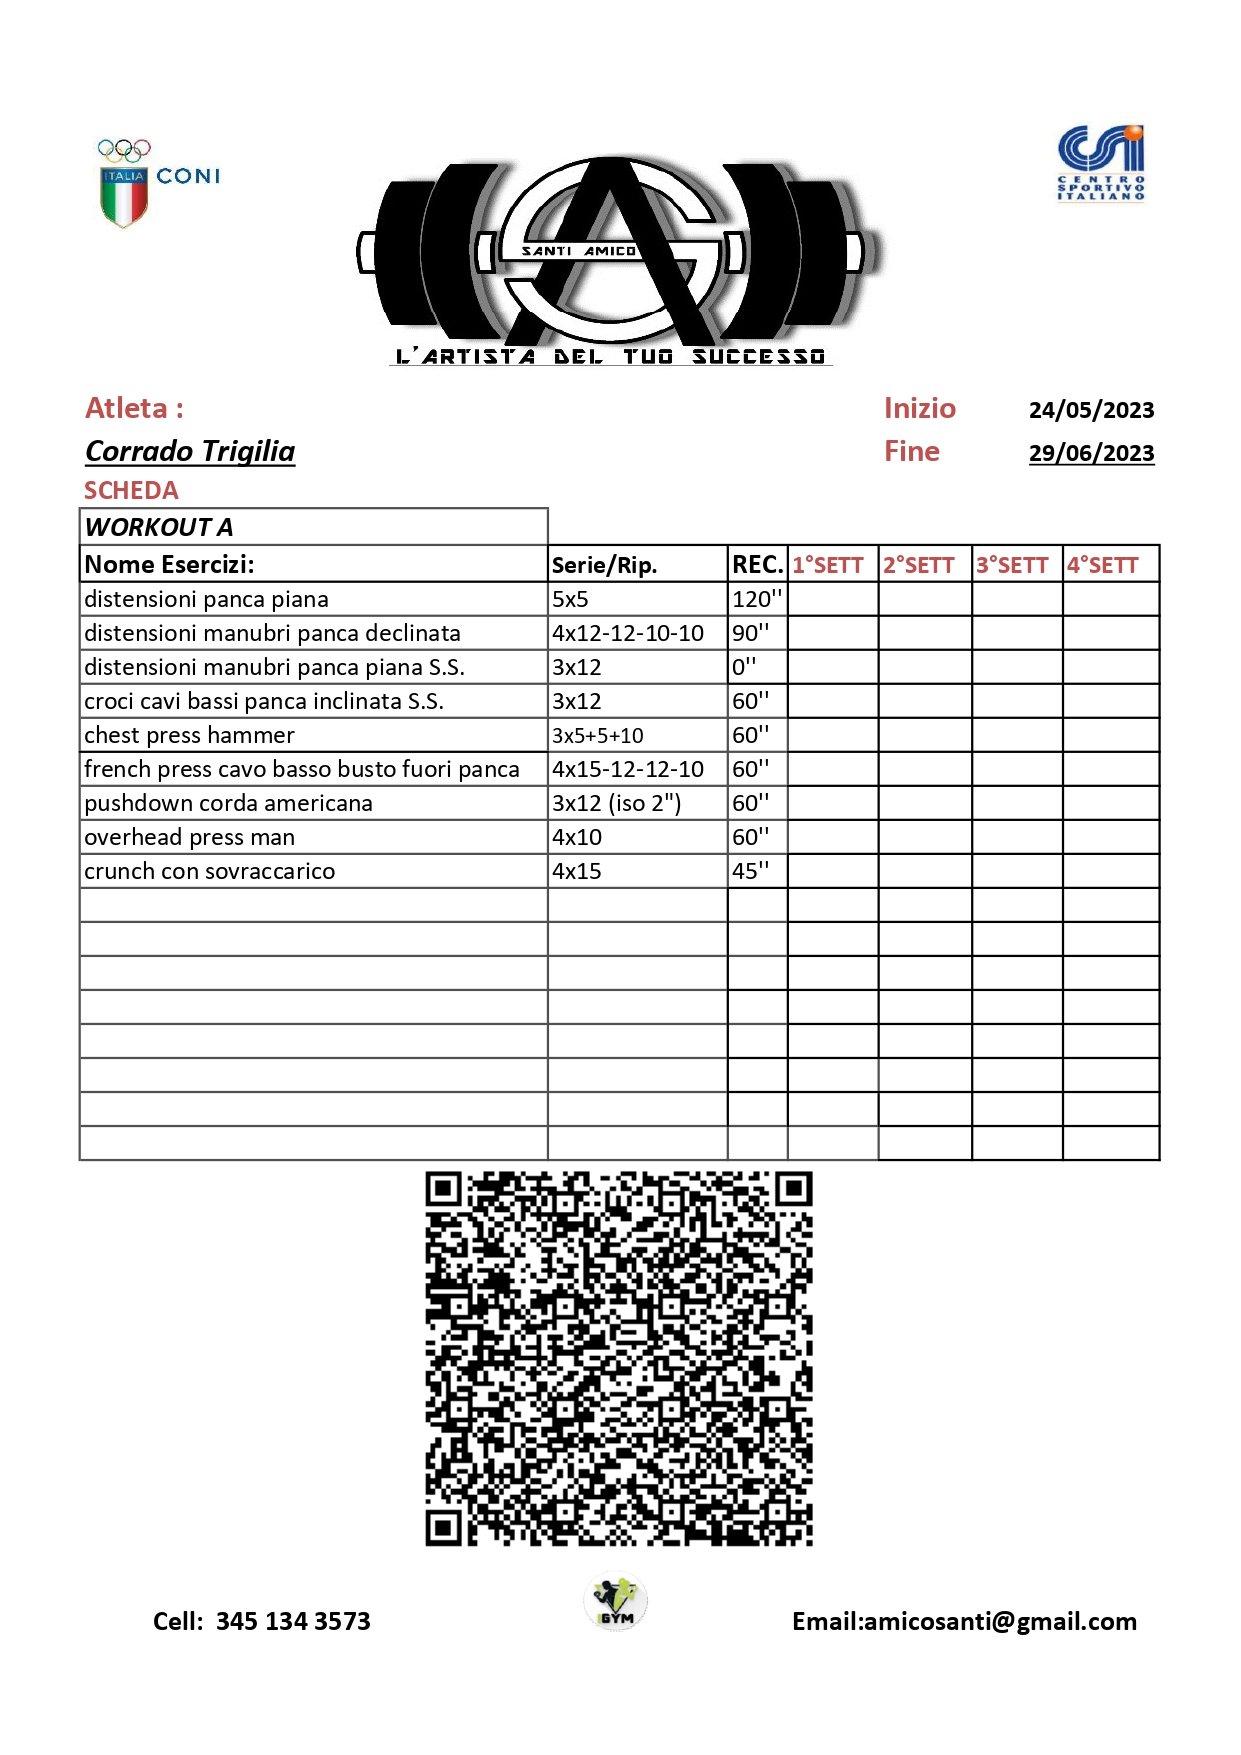 ITALIA
CONI
CSI
CENTRO
SPORTIVO
ITALIANO
SANTI AMICO
L'ARTISTA DEL TUO SUCCESSO
Atleta : Inizio 24/05/2023
Corrado Trigilia Fine 29/06/2023
SCHEDA
WORKOUT A
Nome Esercizi: Serie/Rip. REC. 1°SETT 2°SETT 3°SETT 4°SETT
distensioni panca piana 5x5 120''
distensioni manubri panca declinata 4x12-12-10-10 90''
distensioni manubri panca piana S.S. 3x12 0''
croci cavi bassi panca inclinata S.S. 3x12 60''
chest press hammer 3x5+5+10 60''
french press cavo basso busto fuori panca 4x15-12-12-10 60''
pushdown corda americana 3x12 (iso 2") 60''
overhead press man 4x10 60''
crunch con sovraccarico 4x15 45''
IGYM
Cell: 345 134 3573 Email:amicosanti@gmail.com